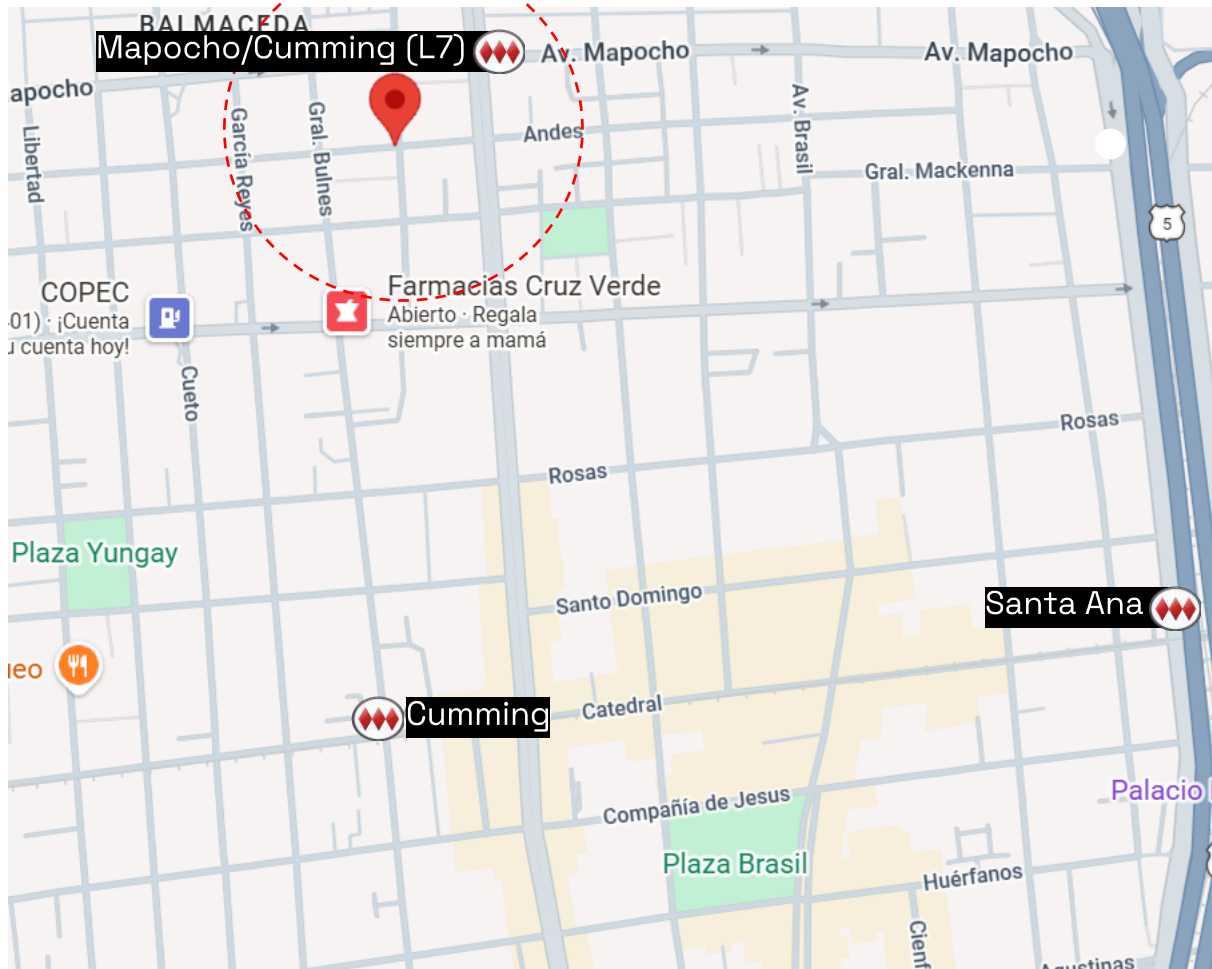 BALMACEDA
Mapocho/Cumming (L7)
Av. Mapocho
Av. Mapocho
apocho
Libertad
García Reyes
Gral. Bulnes
Andes
Av. Brasil
Gral. Mackenna
5
COPEC
01) · ¡Cuenta
u cuenta hoy!
Farmacias Cruz Verde
Abierto · Regala
siempre a mamá
Cueto
Rosas
Rosas
Plaza Yungay
Santo Domingo
Santa Ana
ueo
Catedral
Cumming
Compañía de Jesus
Palacio
Plaza Brasil
Huérfanos
Cienf
Agustinas